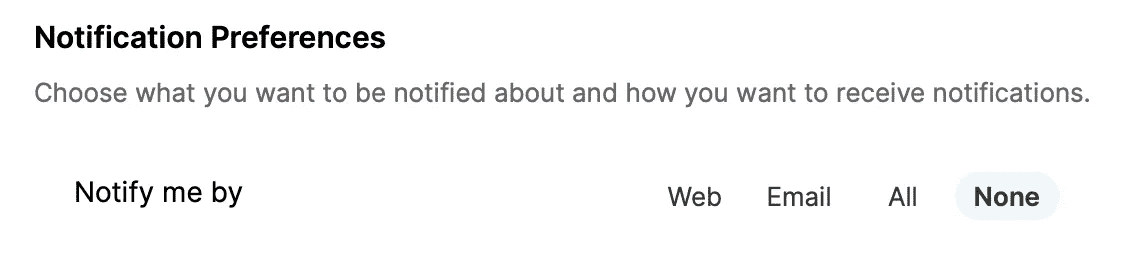 Notification Preferences
Choose what you want to be notified about and how you want to receive notifications.
Notify me by Web Email All None